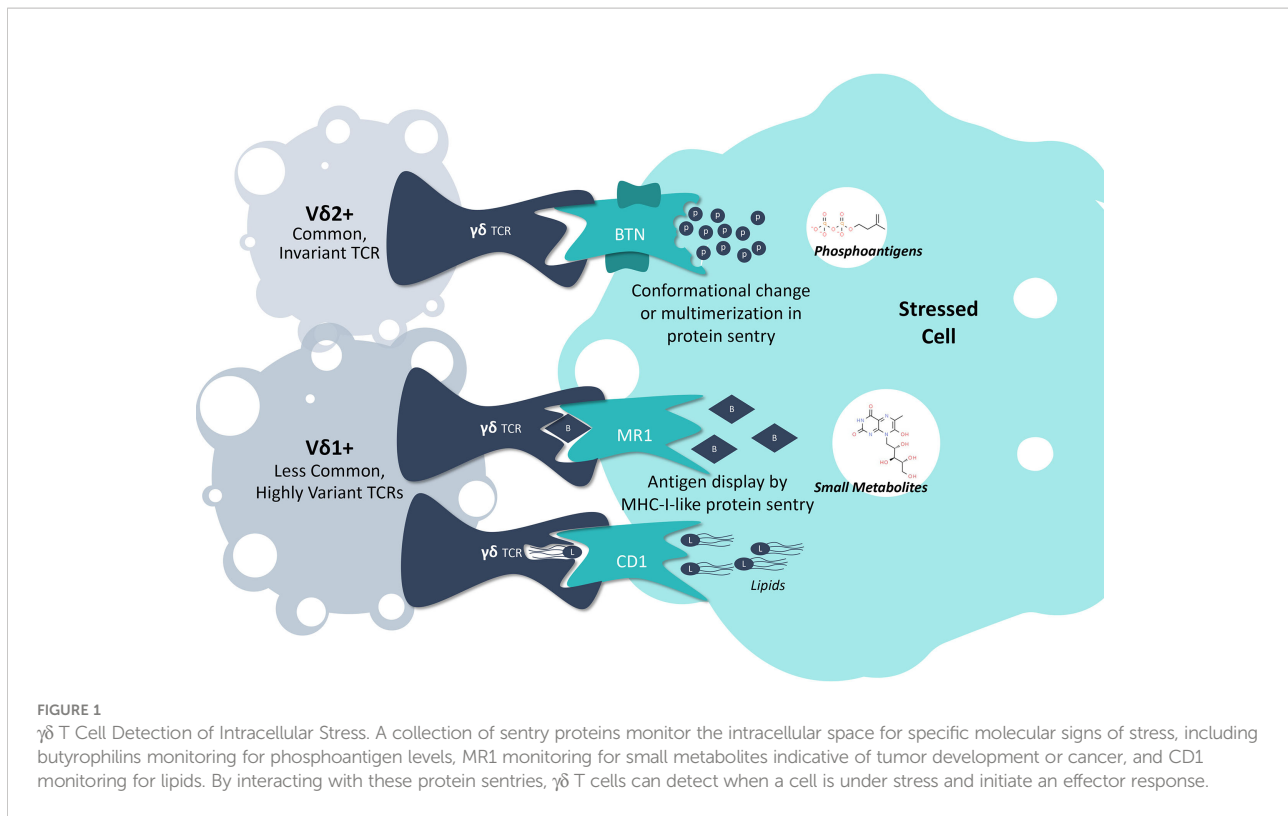 Vδ2+
Common,
Invariant TCR
γδ TCR
BTN
p
p
p
p
p
p
p
p
p
p
Phosphoantigens
Conformational change
or multimerization in
protein sentry
Stressed
Cell
Vδ1+
Less Common,
Highly Variant TCRs
γδ TCR
B
MR1
B
B
B
Antigen display by
MHC-I-like protein sentry
Small Metabolites
γδ TCR
L
CD1
L
L
L
L
Lipids
FIGURE 1
γδ T Cell Detection of Intracellular Stress. A collection of sentry proteins monitor the intracellular space for specific molecular signs of stress, including
butyrophilins monitoring for phosphoantigen levels, MR1 monitoring for small metabolites indicative of tumor development or cancer, and CD1
monitoring for lipids. By interacting with these protein sentries, γδ T cells can detect when a cell is under stress and initiate an effector response.